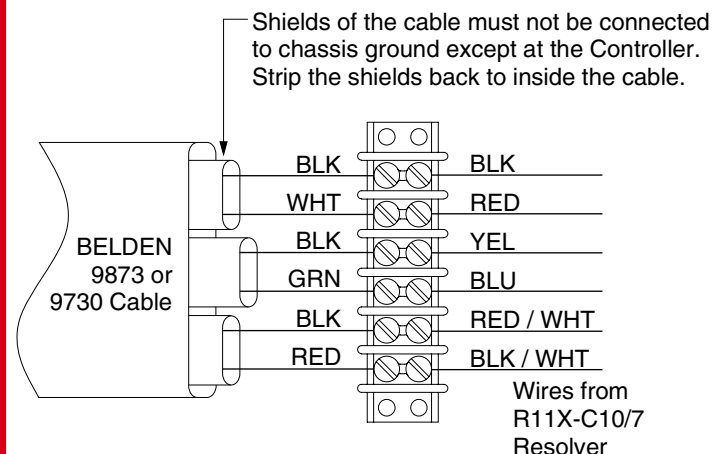 Shields of the cable must not be connected
to chassis ground except at the Controller.
Strip the shields back to inside the cable.
BLK BLK
WHT RED
BLK YEL
GRN BLU
BLK RED / WHT
RED BLK / WHT
BELDEN
9873 or
9730 Cable
Wires from
R11X-C10/7
Resolver